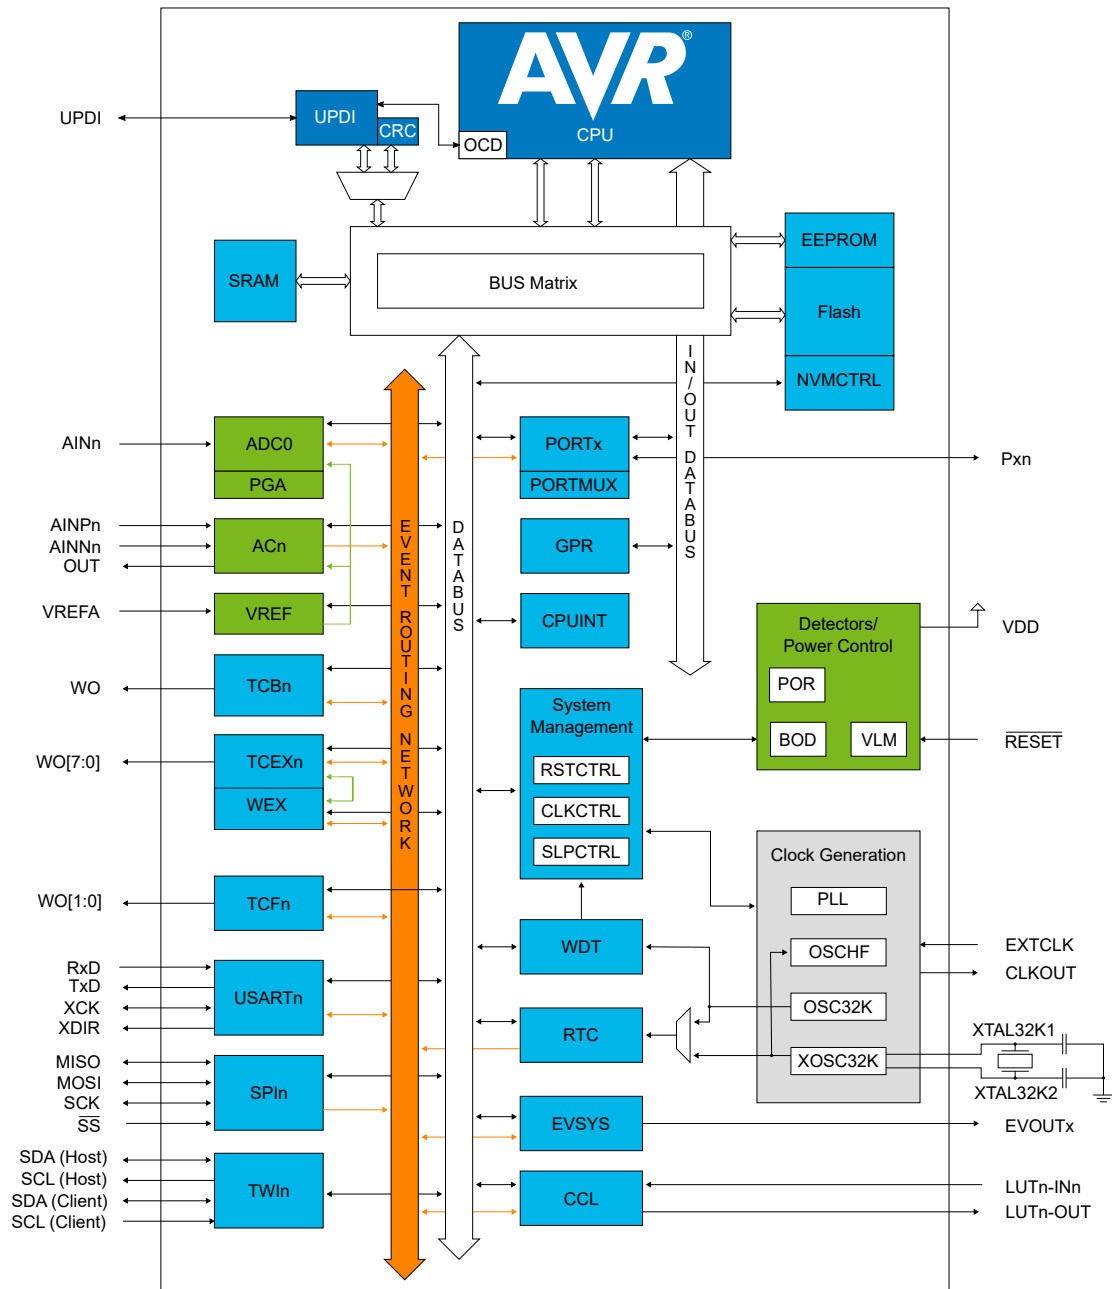 AVR®
CPU
OCD
UPDI
UPDI
CRC
BUS Matrix
SRAM
EEPROM
Flash
NVMCTRL
IN/OUT DATABUS
DATABUS
EVENT ROUTING NETWORK
AINn
ADC0
PGA
AINPn
AINNn
OUT
ACn
VREFA
VREF
WO
TCBn
WO[7:0]
TCEXn
WEX
WO[1:0]
TCFn
RxD
TxD
XCK
XDIR
USARTn
MISO
MOSI
SCK
SS
SPIn
SDA (Host)
SCL (Host)
SDA (Client)
SCL (Client)
TWIn
PORTx
PORTMUX
Pxn
GPR
CPUINT
System
Management
RSTCTRL
CLKCTRL
SLPCTRL
WDT
RTC
EVSYS
CCL
Detectors/
Power Control
POR
BOD
VLM
VDD
RESET
Clock Generation
PLL
OSCHF
OSC32K
XOSC32K
EXTCLK
CLKOUT
XTAL32K1
XTAL32K2
EVOUTx
LUTn-INn
LUTn-OUT